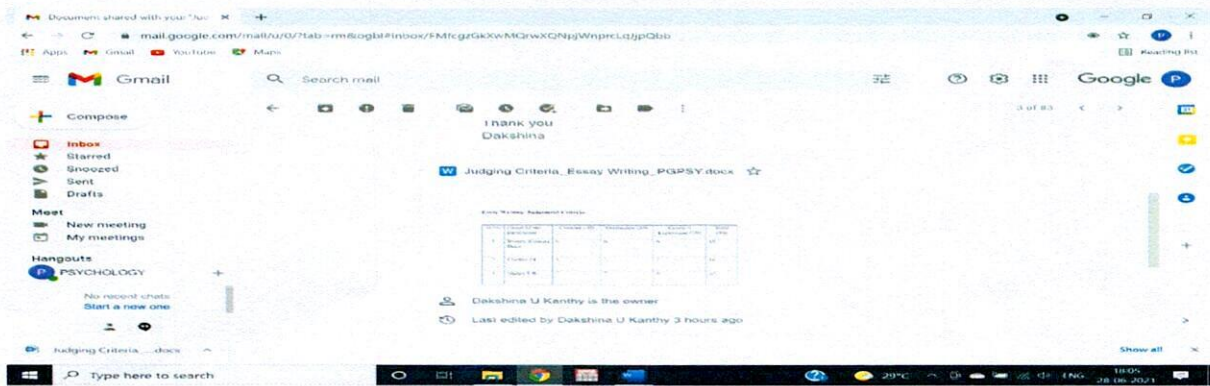 Document shared with you: "Jud
mail.google.com/mail/u/0/?tab=rm&ogbl#inbox/
Apps Gmail YouTube Maps
Reading list
Gmail
Search mail
Google P
Compose
3 of 83
Thank you
Dakshina
Inbox
Starred
Snoozed
Sent
Drafts
W Judging Criteria_Essay Writing_PGPSY.docx
Meet
New meeting
My meetings
Hangouts
P PSYCHOLOGY
No recent chats
Start a new one
Dakshina U Kanthy is the owner
Last edited by Dakshina U Kanthy 3 hours ago
Judging Criteria_....docx
Show all
Type here to search
29°C
ENG
18:05
28-06-2021